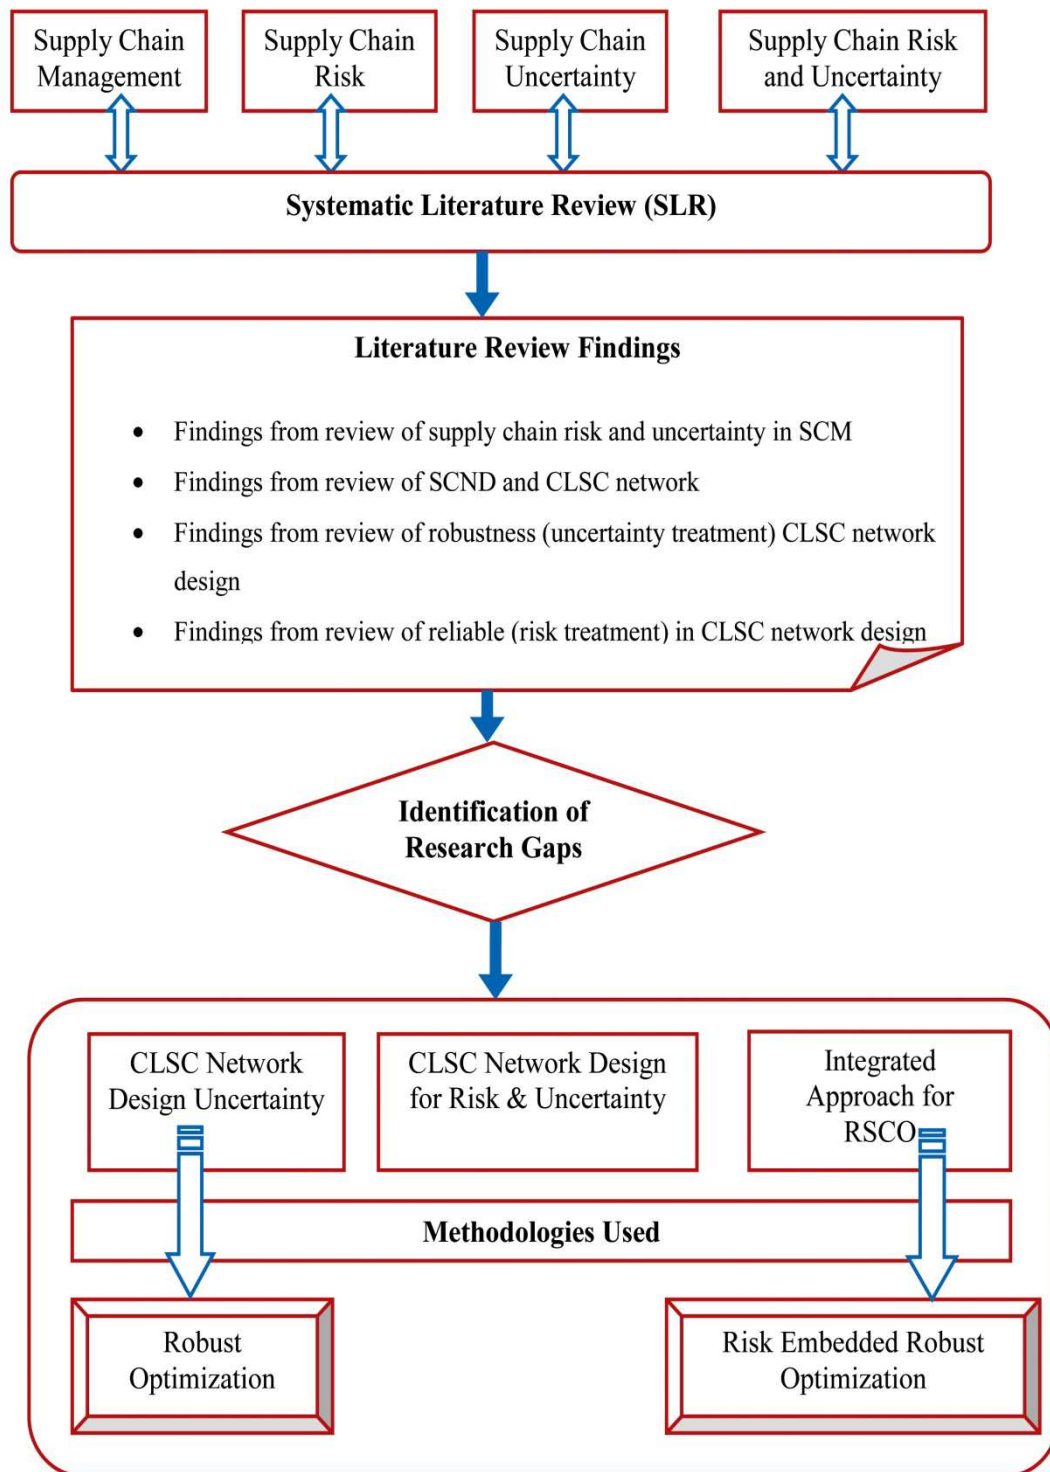 Supply Chain
Management
Supply Chain
Risk
Supply Chain
Uncertainty
Supply Chain Risk
and Uncertainty
Systematic Literature Review (SLR)
Literature Review Findings
• Findings from review of supply chain risk and uncertainty in SCM
• Findings from review of SCND and CLSC network
• Findings from review of robustness (uncertainty treatment) CLSC network
design
• Findings from review of reliable (risk treatment) in CLSC network design
Identification of
Research Gaps
CLSC Network
Design Uncertainty
CLSC Network Design
for Risk & Uncertainty
Integrated
Approach for
RSCO
Methodologies Used
Robust
Optimization
Risk Embedded Robust
Optimization